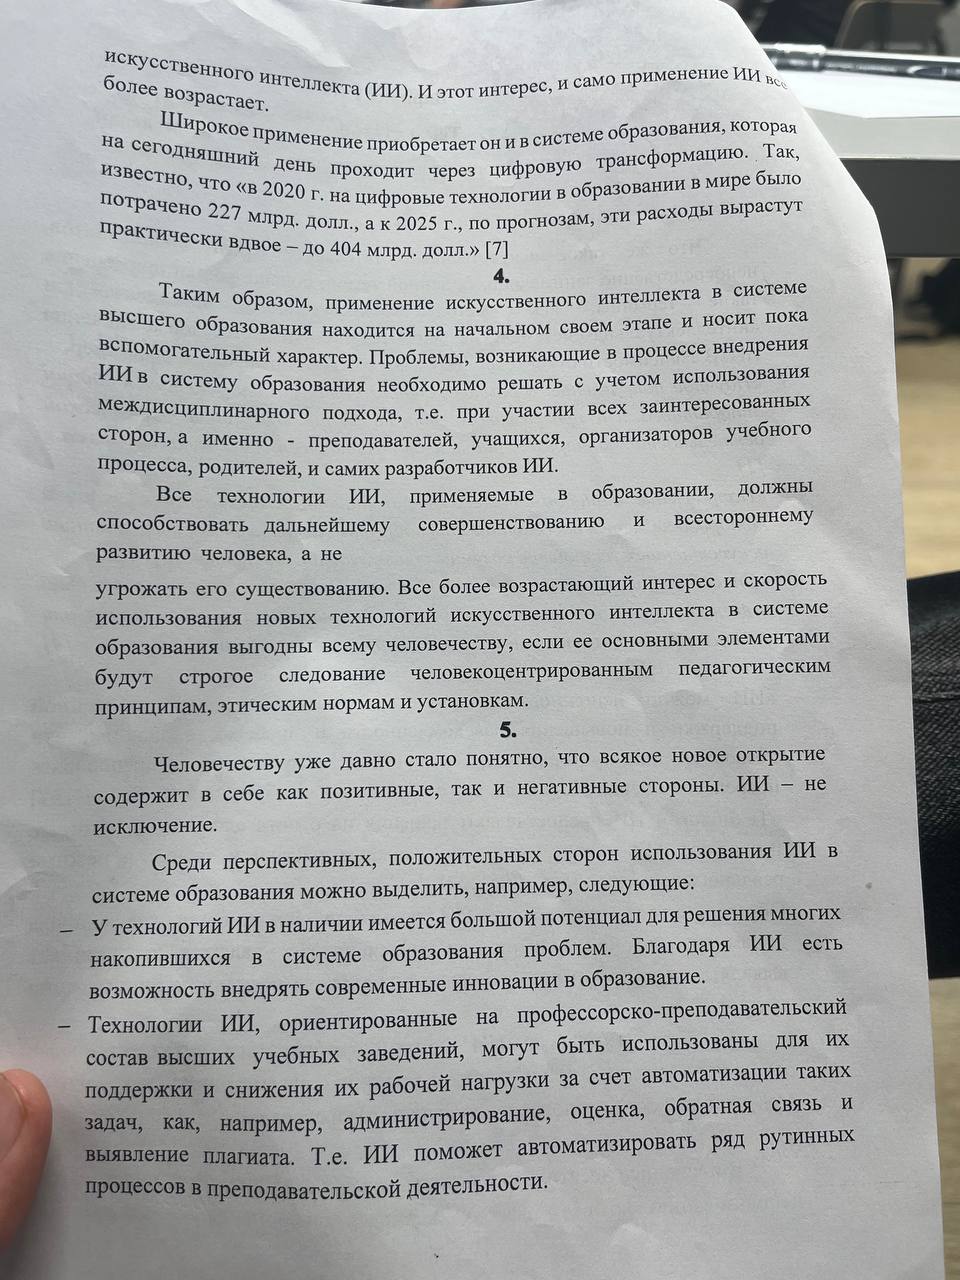 искусственного интеллекта (ИИ). И этот интерес, и само применение ИИ все
более возрастает.
Широкое применение приобретает он и в системе образования, которая
на сегодняшний день проходит через цифровую трансформацию. Так,
известно, что «в 2020 г. на цифровые технологии в образовании в мире было
потрачено 227 млрд. долл., а к 2025 г., по прогнозам, эти расходы вырастут
практически вдвое – до 404 млрд. долл.» [7]
4.
Таким образом, применение искусственного интеллекта в системе
высшего образования находится на начальном своем этапе и носит пока
вспомогательный характер. Проблемы, возникающие в процессе внедрения
ИИ в систему образования необходимо решать с учетом использования
междисциплинарного подхода, т.е. при участии всех заинтересованных
сторон, а именно - преподавателей, учащихся, организаторов учебного
процесса, родителей, и самих разработчиков ИИ.
Все технологии ИИ, применяемые в образовании, должны
способствовать дальнейшему совершенствованию и всестороннему
развитию человека, а не
угрожать его существованию. Все более возрастающий интерес и скорость
использования новых технологий искусственного интеллекта в системе
образования выгодны всему человечеству, если ее основными элементами
будут строгое следование человекоцентрированным педагогическим
принципам, этическим нормам и установкам.
5.
Человечеству уже давно стало понятно, что всякое новое открытие
содержит в себе как позитивные, так и негативные стороны. ИИ – не
исключение.
Среди перспективных, положительных сторон использования ИИ в
системе образования можно выделить, например, следующие:
– У технологий ИИ в наличии имеется большой потенциал для решения многих
накопившихся в системе образования проблем. Благодаря ИИ есть
возможность внедрять современные инновации в образование.
– Технологии ИИ, ориентированные на профессорско-преподавательский
состав высших учебных заведений, могут быть использованы для их
поддержки и снижения их рабочей нагрузки за счет автоматизации таких
задач, как, например, администрирование, оценка, обратная связь и
выявление плагиата. Т.е. ИИ поможет автоматизировать ряд рутинных
процессов в преподавательской деятельности.